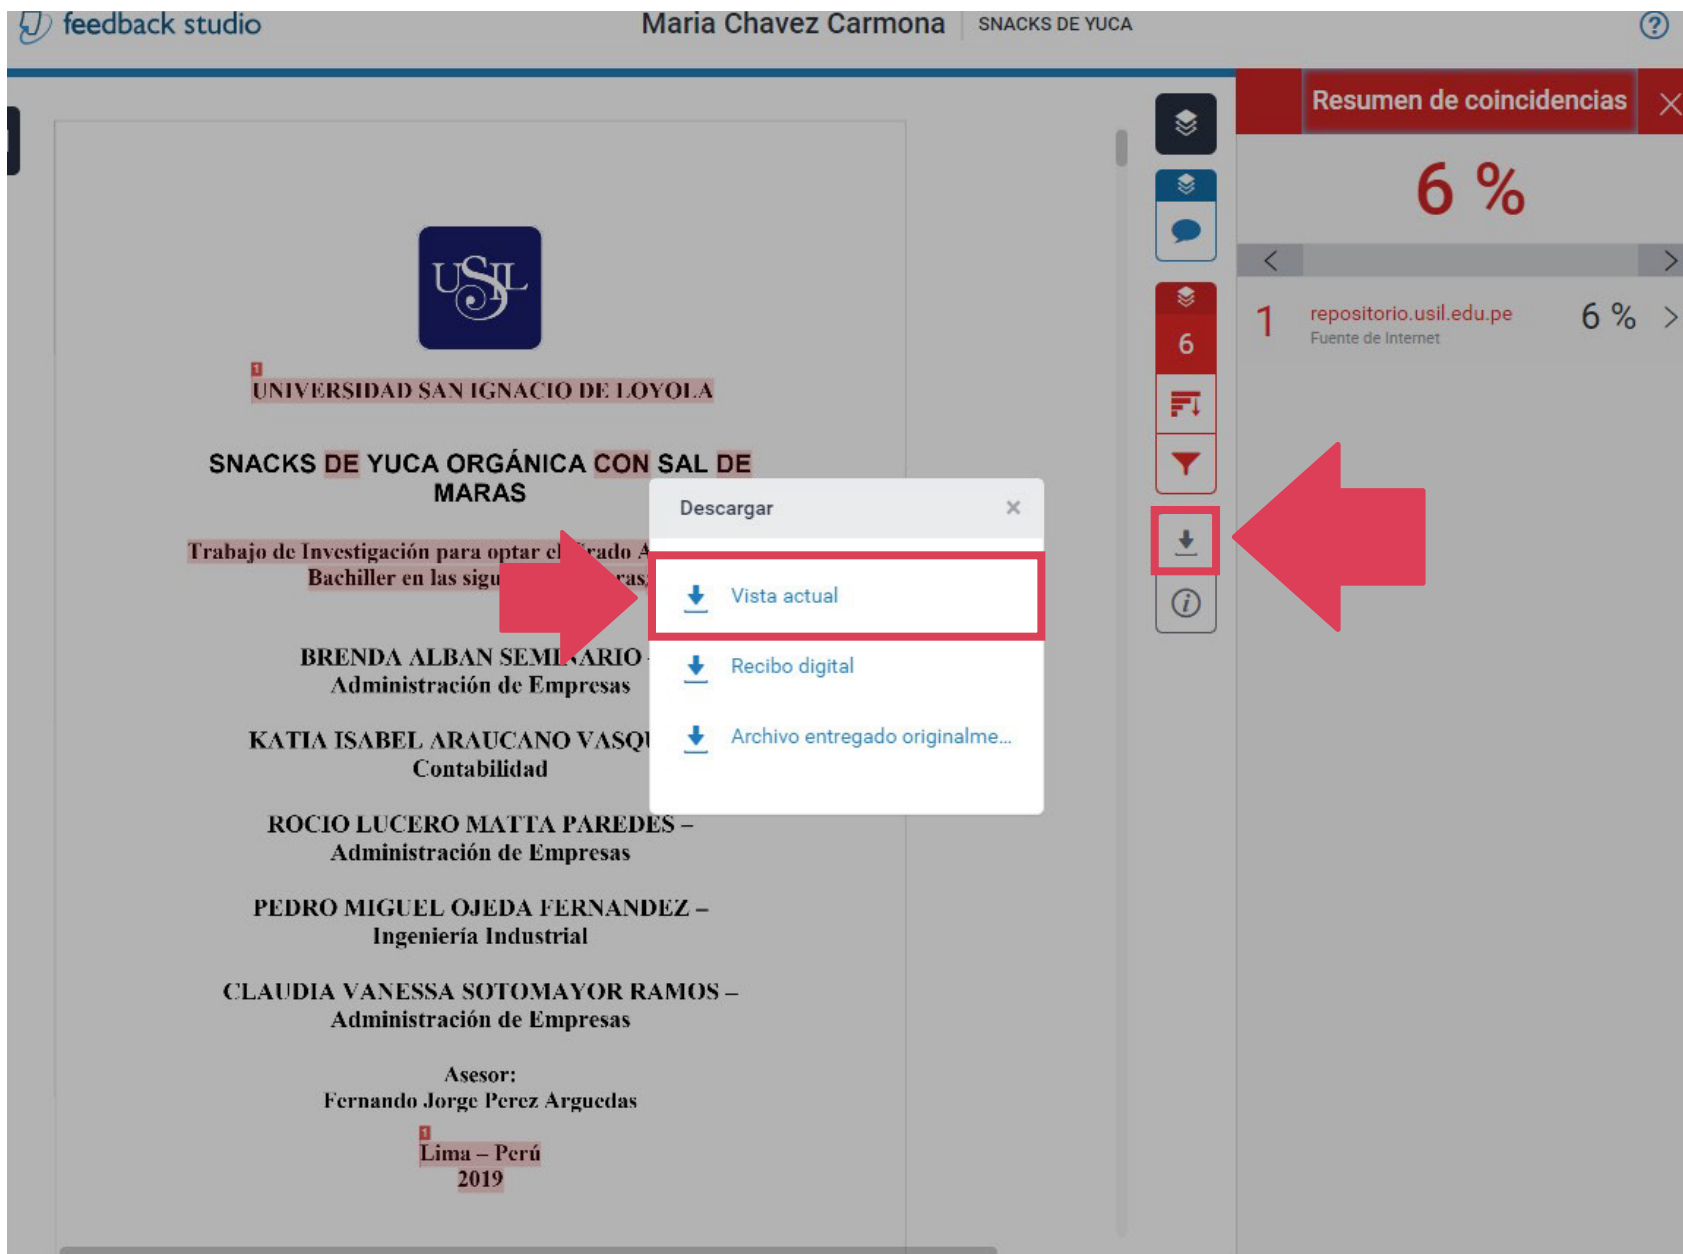 feedback studio
Maria Chavez Carmona
SNACKS DE YUCA
?
Resumen de coincidencias
6 %
1
repositorio.usil.edu.pe
6 %
Fuente de Internet
6
USIL
1
UNIVERSIDAD SAN IGNACIO DE LOYOLA
SNACKS DE YUCA ORGÁNICA CON SAL DE
MARAS
Trabajo de Investigación para optar el
Bachiller en las
BRENDA ALBAN SEMINARIO
Administración de Empresas
KATIA ISABEL ARAUCANO
Contabilidad
ROCIO LUCERO MATTA PAREDES –
Administración de Empresas
PEDRO MIGUEL OJEDA FERNANDEZ –
Ingeniería Industrial
CLAUDIA VANESSA SOTOMAYOR RAMOS –
Administración de Empresas
Asesor:
Fernando Jorge Perez Arguedas
1
Lima – Perú
2019
Descargar
Vista actual
Recibo digital
Archivo entregado originalme...
i